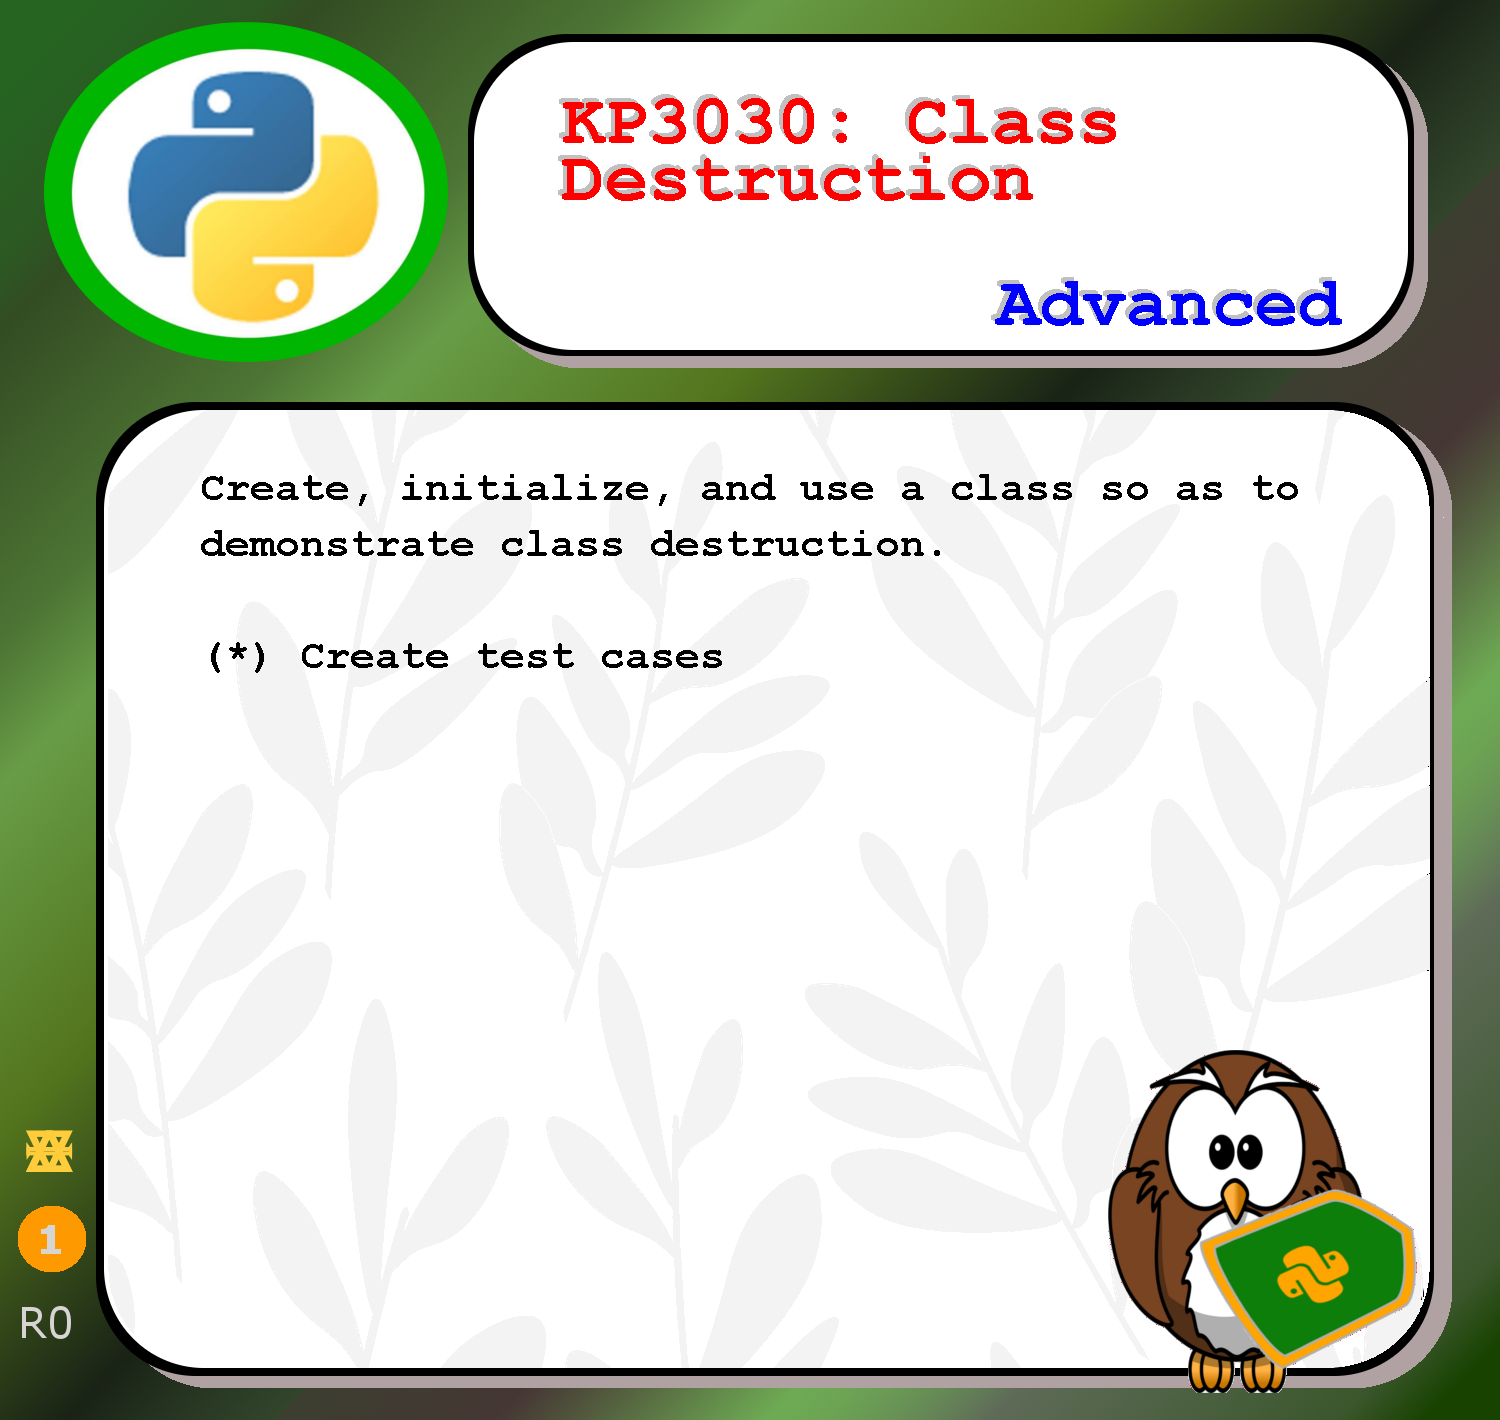 KP3030: Class
Destruction
Advanced
Create, initialize, and use a class so as to
demonstrate class destruction.
(*) Create test cases
1
R0